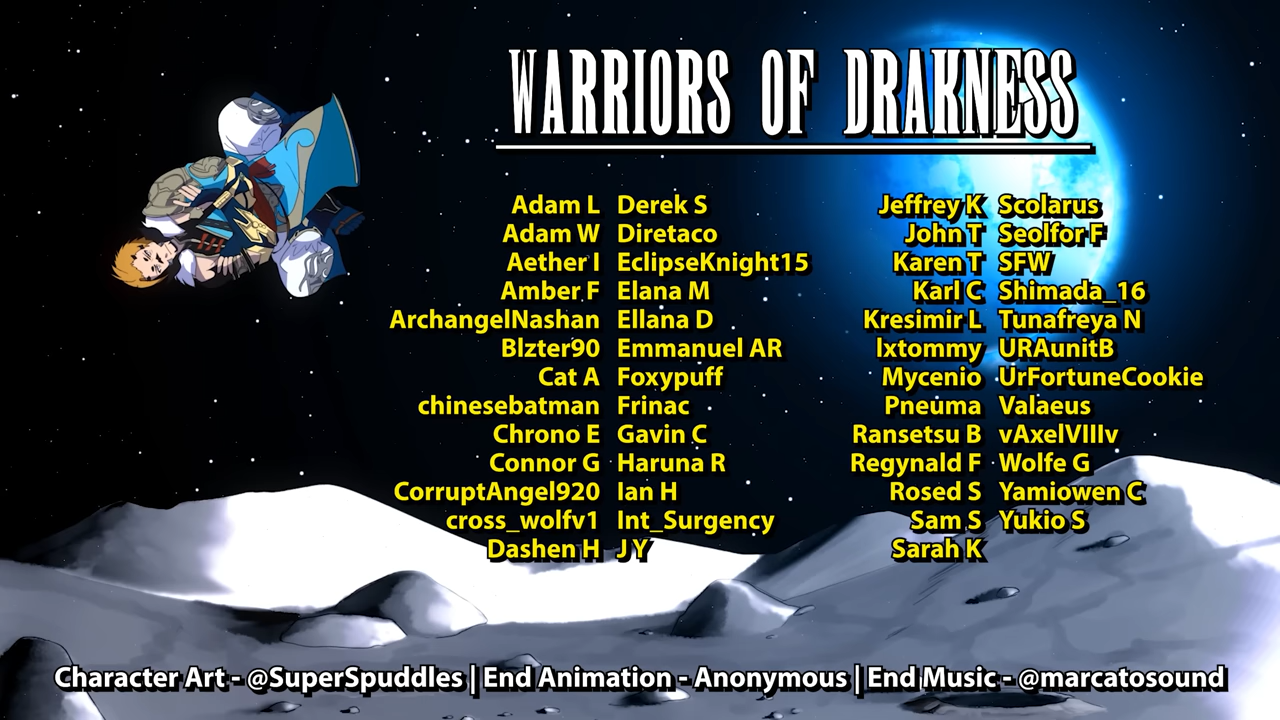 WARRIORS OF DRAKNESS
Adam L Derek S
Adam W Diretaco
Aether I EclipseKnight15
Amber F Elana M
ArchangelNashan Ellana D
Blzter90 Emmanuel AR
Cat A Foxypuff
chinesebatman Frinac
Chrono E Gavin C
Connor G Haruna R
CorruptAngel920 Ian H
cross_wolfv1 Int_Surgency
Dashen H J Y
Jeffrey K Scolarus
John T Seolfor F
Karen T SFW
Karl C Shimada_16
Kresimir L Tunafreya N
lxtommy URAunitB
Mycenio UrFortuneCookie
Pneuma Valaeus
Ransetsu B vAxelVIIIv
Regynald F Wolfe G
Rosed S Yamiowen C
Sam S Yukio S
Sarah K
Character Art - @SuperSpuddles | End Animation - Anonymous | End Music - @marcatosound